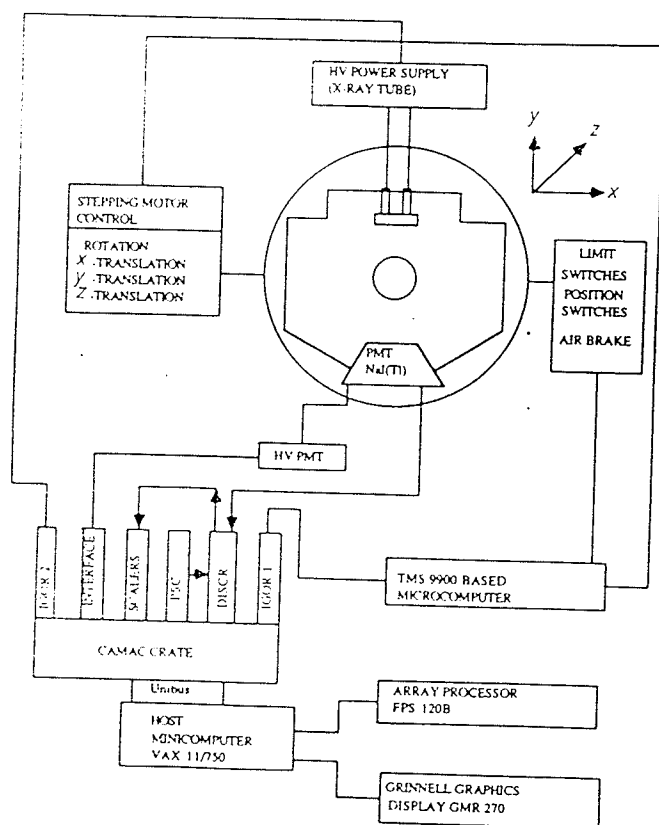 HV POWER SUPPLY
(X-RAY TUBE)
y
z
x
STEPPING MOTOR
CONTROL
ROTATION
X -TRANSLATION
y -TRANSLATION
Z -TRANSLATION
LIMIT
SWITCHES
POSITION
SWITCHES
AIR BRAKE
PMT
NaI(Tl)
HV PMT
IGOR 2
INTERFACE
SCALERS
DISCR
IGOR 1
TMS 9900 BASED
MICROCOMPUTER
CAMAC CRATE
Unibus
HOST
MINICOMPUTER
VAX 11/750
ARRAY PROCESSOR
FPS 120B
GRINNELL GRAPHICS
DISPLAY GMR 270